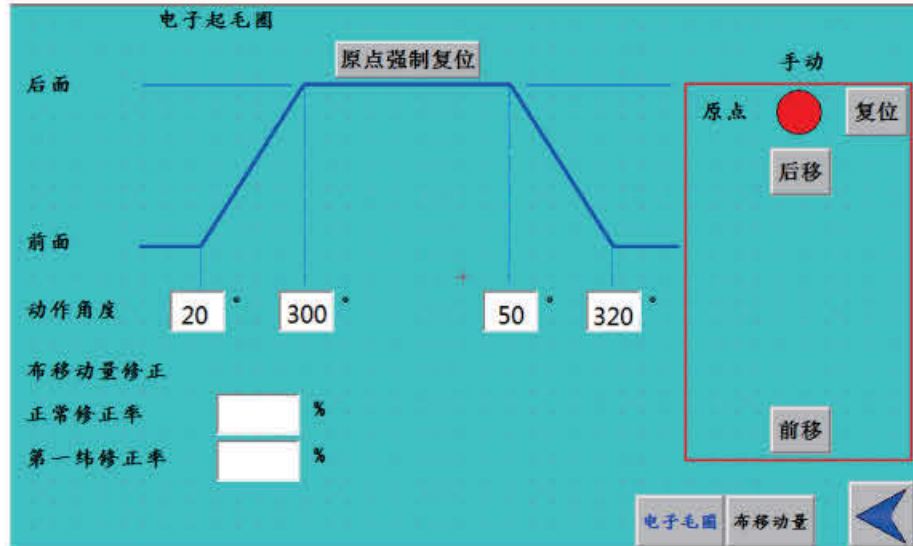 电子起毛圈
原点强制复位
手动
后面
原点
复位
后移
前面
动作角度 20 ° 300 ° 50 ° 320 °
布移动量修正
正常修正率 %
前移
第一纬修正率 %
电子毛圈 布移动量